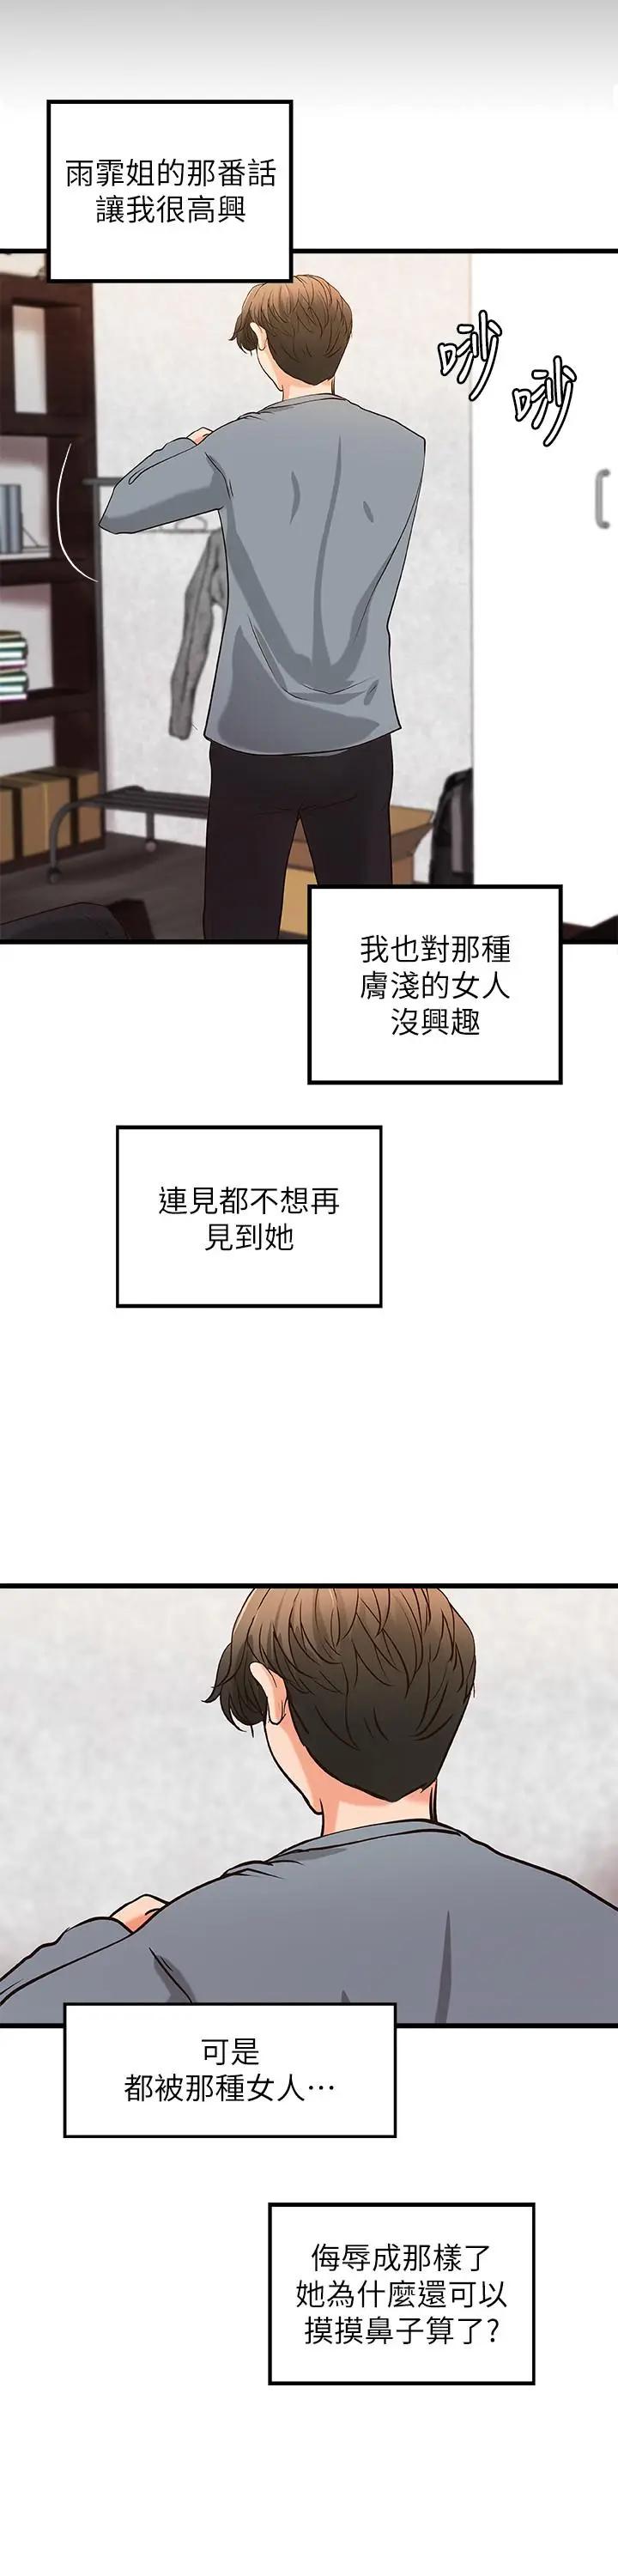 雨霏姐的那番話
讓我很高興
唦
唦
我也對那種
膚淺的女人
沒興趣
連見都不想再
見到她
可是
都被那種女人…
侮辱成那樣了
她為什麼還可以
摸摸鼻子算了?